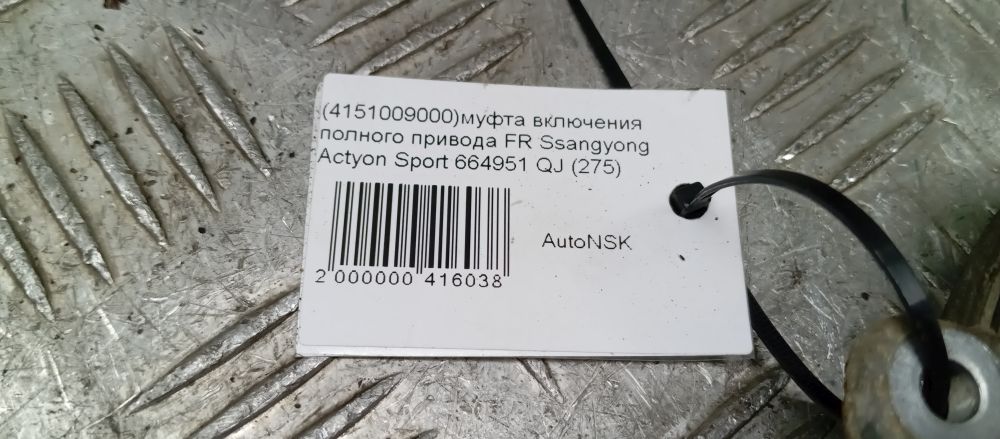 (4151009000)муфта включения
полного привода FR Ssangyong
Actyon Sport 664951 QJ (275)
AutoNSK
2 000000 416038